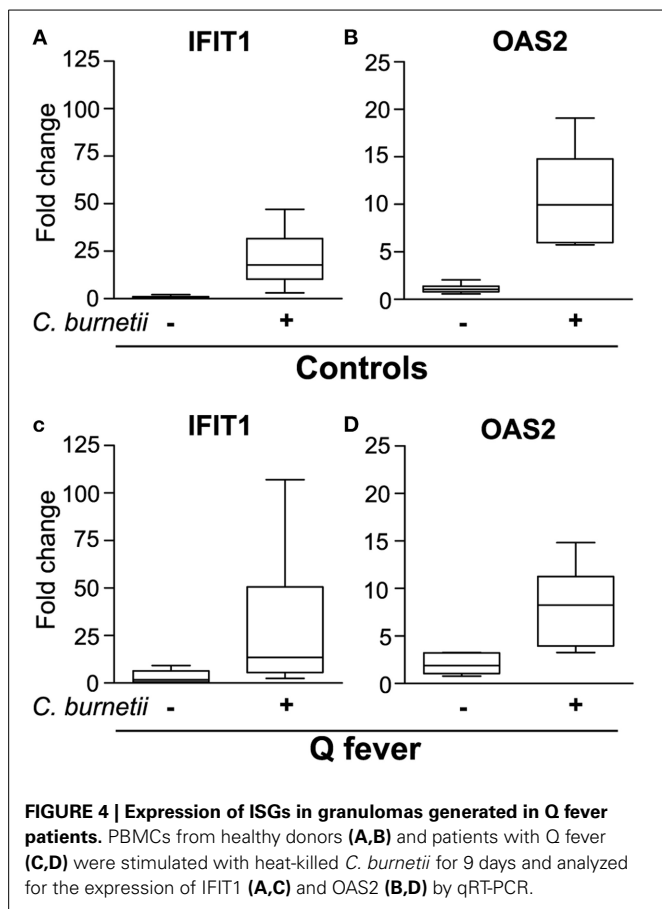 A IFIT1 B OAS2
125
100
75
50
25
0
Fold change
25
20
15
10
5
0
C. burnetii - + - +
Controls
c IFIT1 D OAS2
125
100
75
50
25
0
Fold change
25
20
15
10
5
0
C. burnetii - + - +
Q fever
FIGURE 4 | Expression of ISGs in granulomas generated in Q fever
patients. PBMCs from healthy donors (A,B) and patients with Q fever
(C,D) were stimulated with heat-killed C. burnetii for 9 days and analyzed
for the expression of IFIT1 (A,C) and OAS2 (B,D) by qRT-PCR.